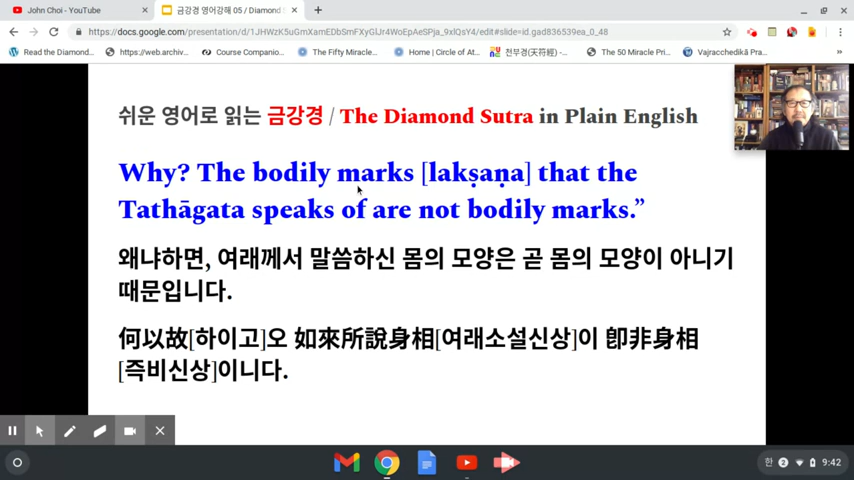 John Choi - YouTube
금강경 영어강해 05 / Diamond S
https://docs.google.com/presentation/d/1JHWzK5uGmXamEDbSmFXyGlJr4WoEpAeSPja_9xlQsY4/edit#slide=id.gad836539ea_0_48
Read the Diamond...
https://web.archiv...
Course Companio...
The Fifty Miracle...
Home | Circle of At...
천부경(天符經) -...
The 50 Miracle Pri...
Vajracchedikā Pra...
쉬운 영어로 읽는 금강경 / The Diamond Sutra in Plain English
Why? The bodily marks [lakṣaṇa] that the
Tathāgata speaks of are not bodily marks.”
왜냐하면, 여래께서 말씀하신 몸의 모양은 곧 몸의 모양이 아니기
때문입니다.
何以故[하이고]오 如來所說身相[여래소설신상]이 卽非身相
[즉비신상]이니다.
한 2 9:42